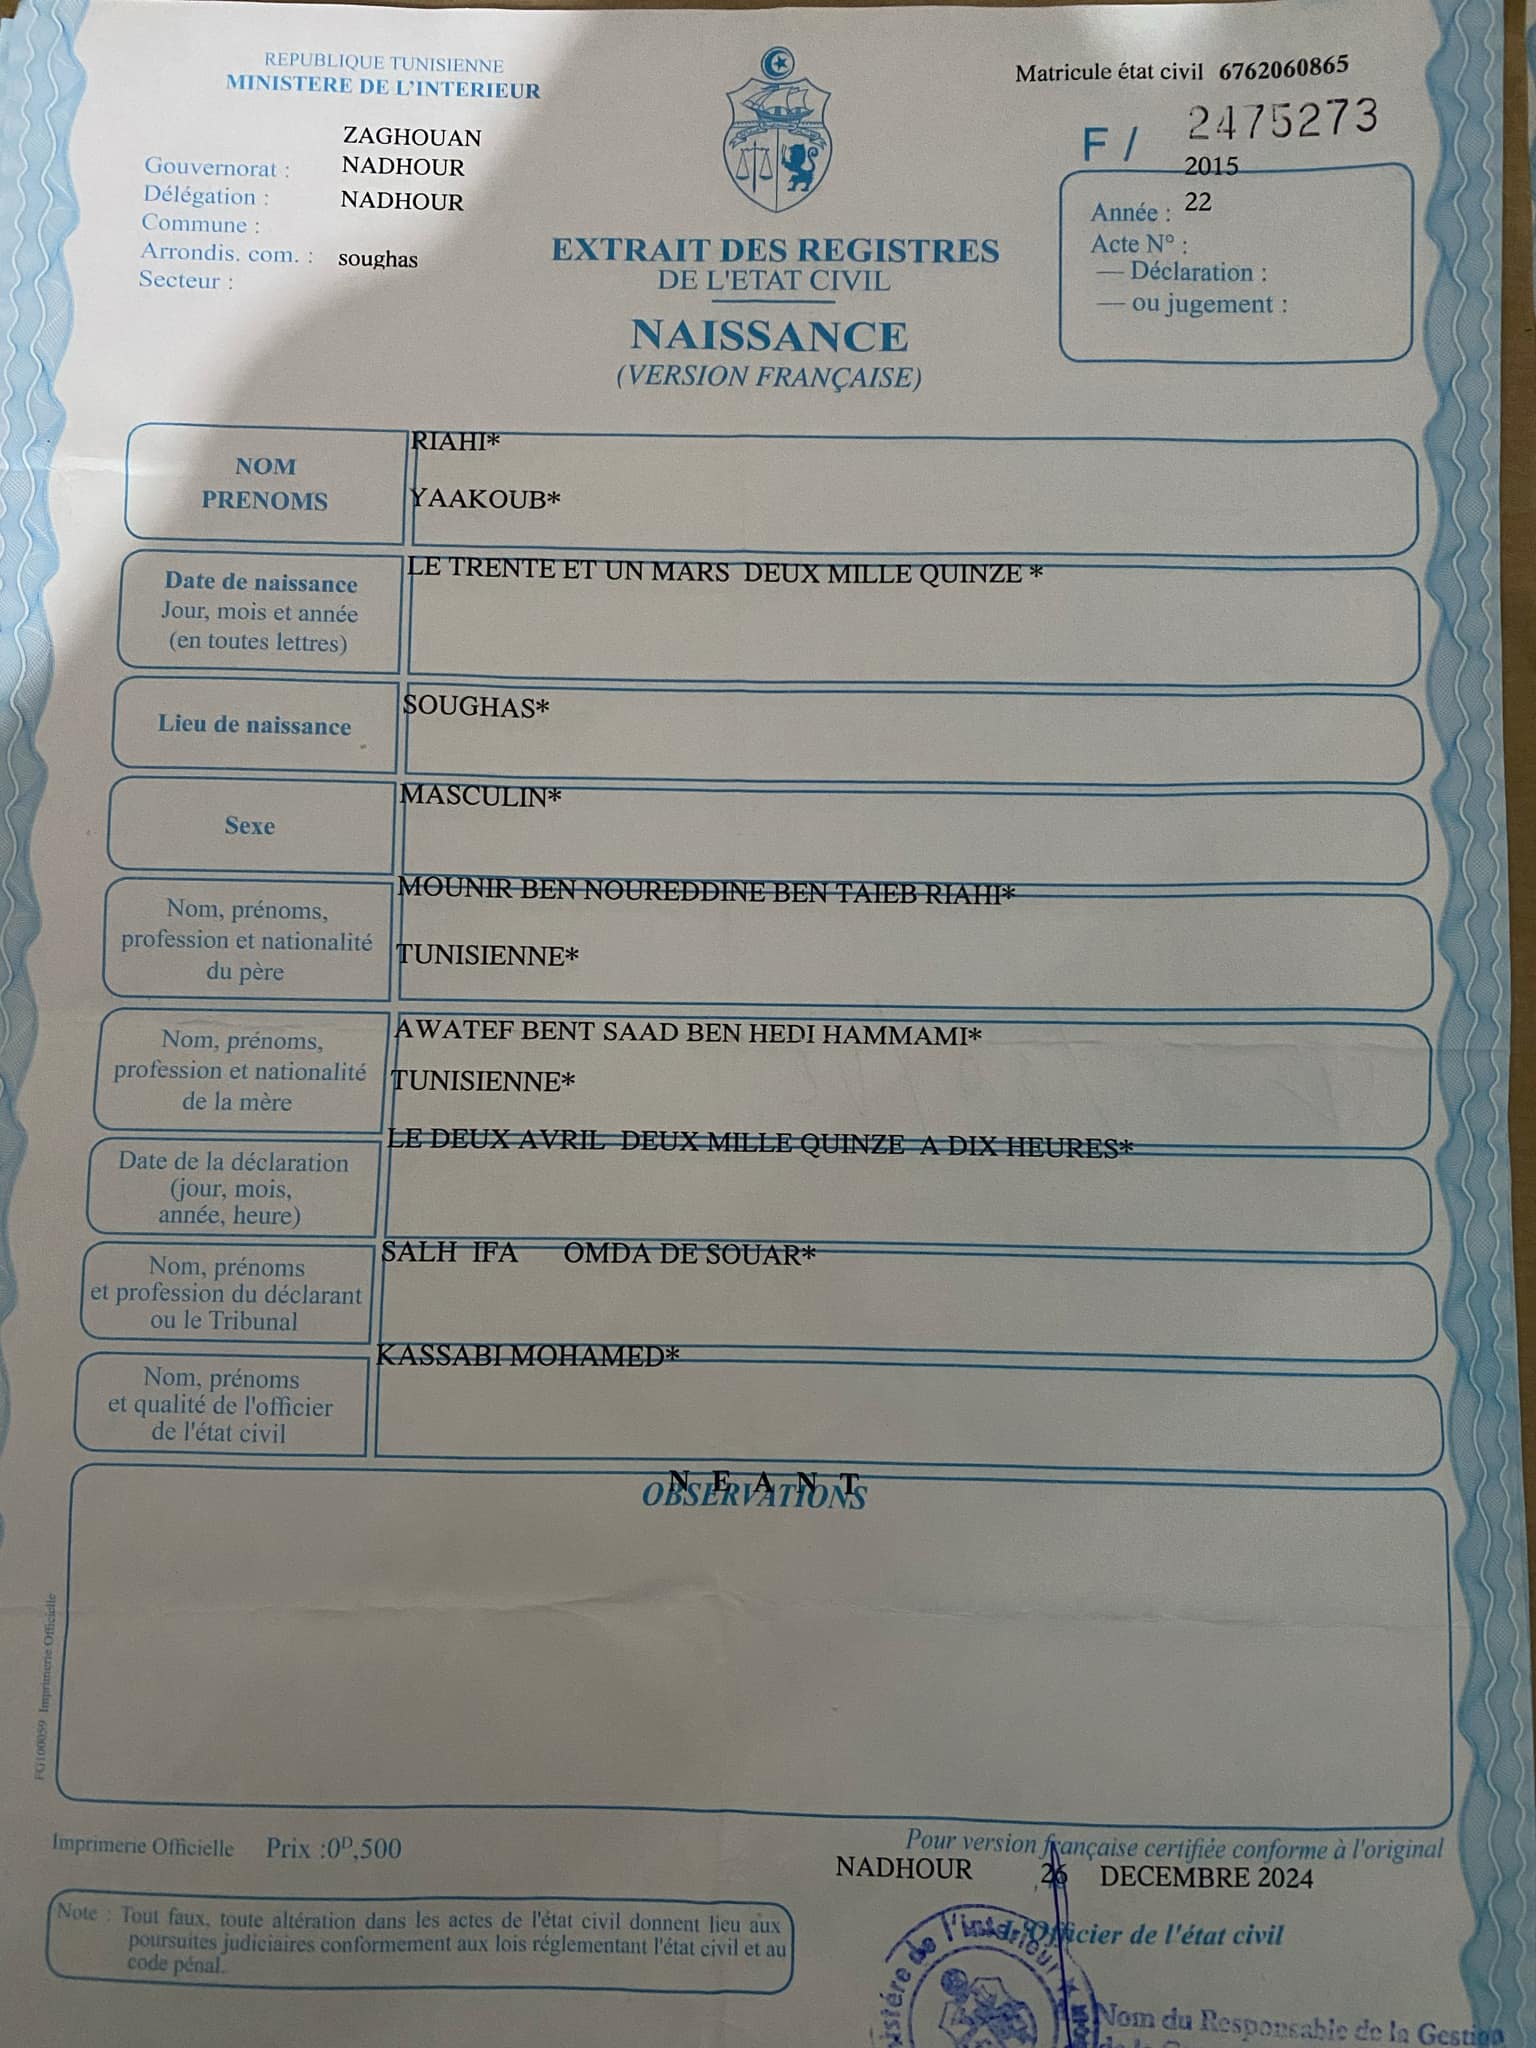 REPUBLIQUE TUNISIENNE
MINISTERE DE L'INTERIEUR
Matricule état civil 6762060865
F / 2475273
ZAGHOUAN
Gouvernorat : NADHOUR
Délégation : NADHOUR
Commune :
Arrondis. com. : soughas
Secteur :
2015
Année : 22
Acte N° :
— Déclaration :
— ou jugement :
EXTRAIT DES REGISTRES
DE L'ETAT CIVIL
NAISSANCE
(VERSION FRANÇAISE)
NOM
PRENOMS
RIAHI*
YAAKOUB*
Date de naissance
Jour, mois et année
(en toutes lettres)
LE TRENTE ET UN MARS DEUX MILLE QUINZE *
Lieu de naissance
SOUGHAS*
Sexe
MASCULIN*
Nom, prénoms,
profession et nationalité
du père
MOUNIR BEN NOUREDDINE BEN TAIEB RIAHI*
TUNISIENNE*
Nom, prénoms,
profession et nationalité
de la mère
AWATEF BENT SAAD BEN HEDI HAMMAMI*
TUNISIENNE*
Date de la déclaration
(jour, mois,
année, heure)
LE DEUX AVRIL DEUX MILLE QUINZE A DIX HEURES*
Nom, prénoms
et profession du déclarant
ou le Tribunal
SALH IFA OMDA DE SOUAR*
Nom, prénoms
et qualité de l'officier
de l'état civil
KASSABI MOHAMED*
N E A N T
OBSERVATIONS
FG100059 Imprimerie Officielle
Imprimerie Officielle Prix :0D,500
Pour version française certifiée conforme à l'original
NADHOUR ,26 DECEMBRE 2024
L'Officier de l'état civil
Note : Tout faux, toute altération dans les actes de l'état civil donnent lieu aux
poursuites judiciaires conformement aux lois réglementant l'état civil et au
code pénal.
de l'intérieur
Nom du Responsable de la Gestion